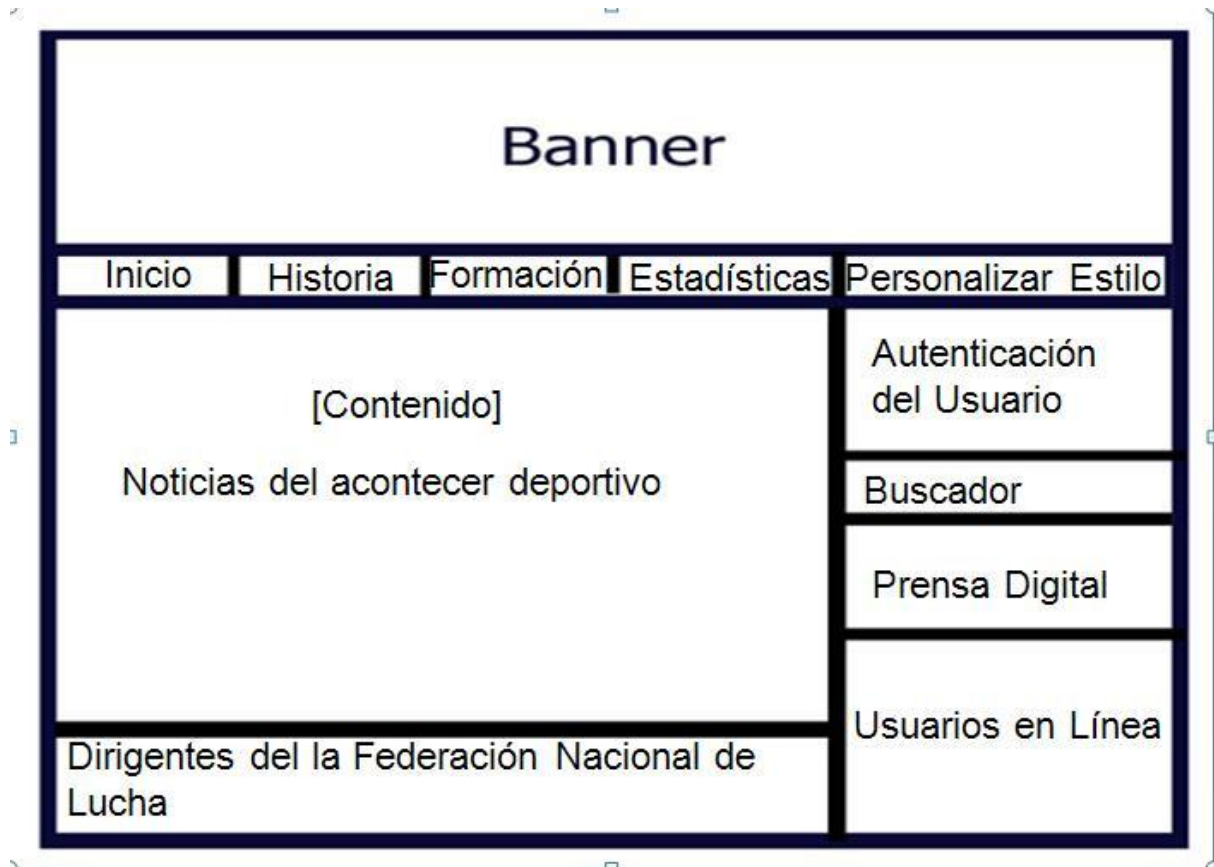 Banner
Inicio
Historia
Formación
Estadísticas
Personalizar Estilo
[Contenido]
Noticias del acontecer deportivo
Autenticación
del Usuario
Buscador
Prensa Digital
Usuarios en Línea
Dirigentes del la Federación Nacional de
Lucha